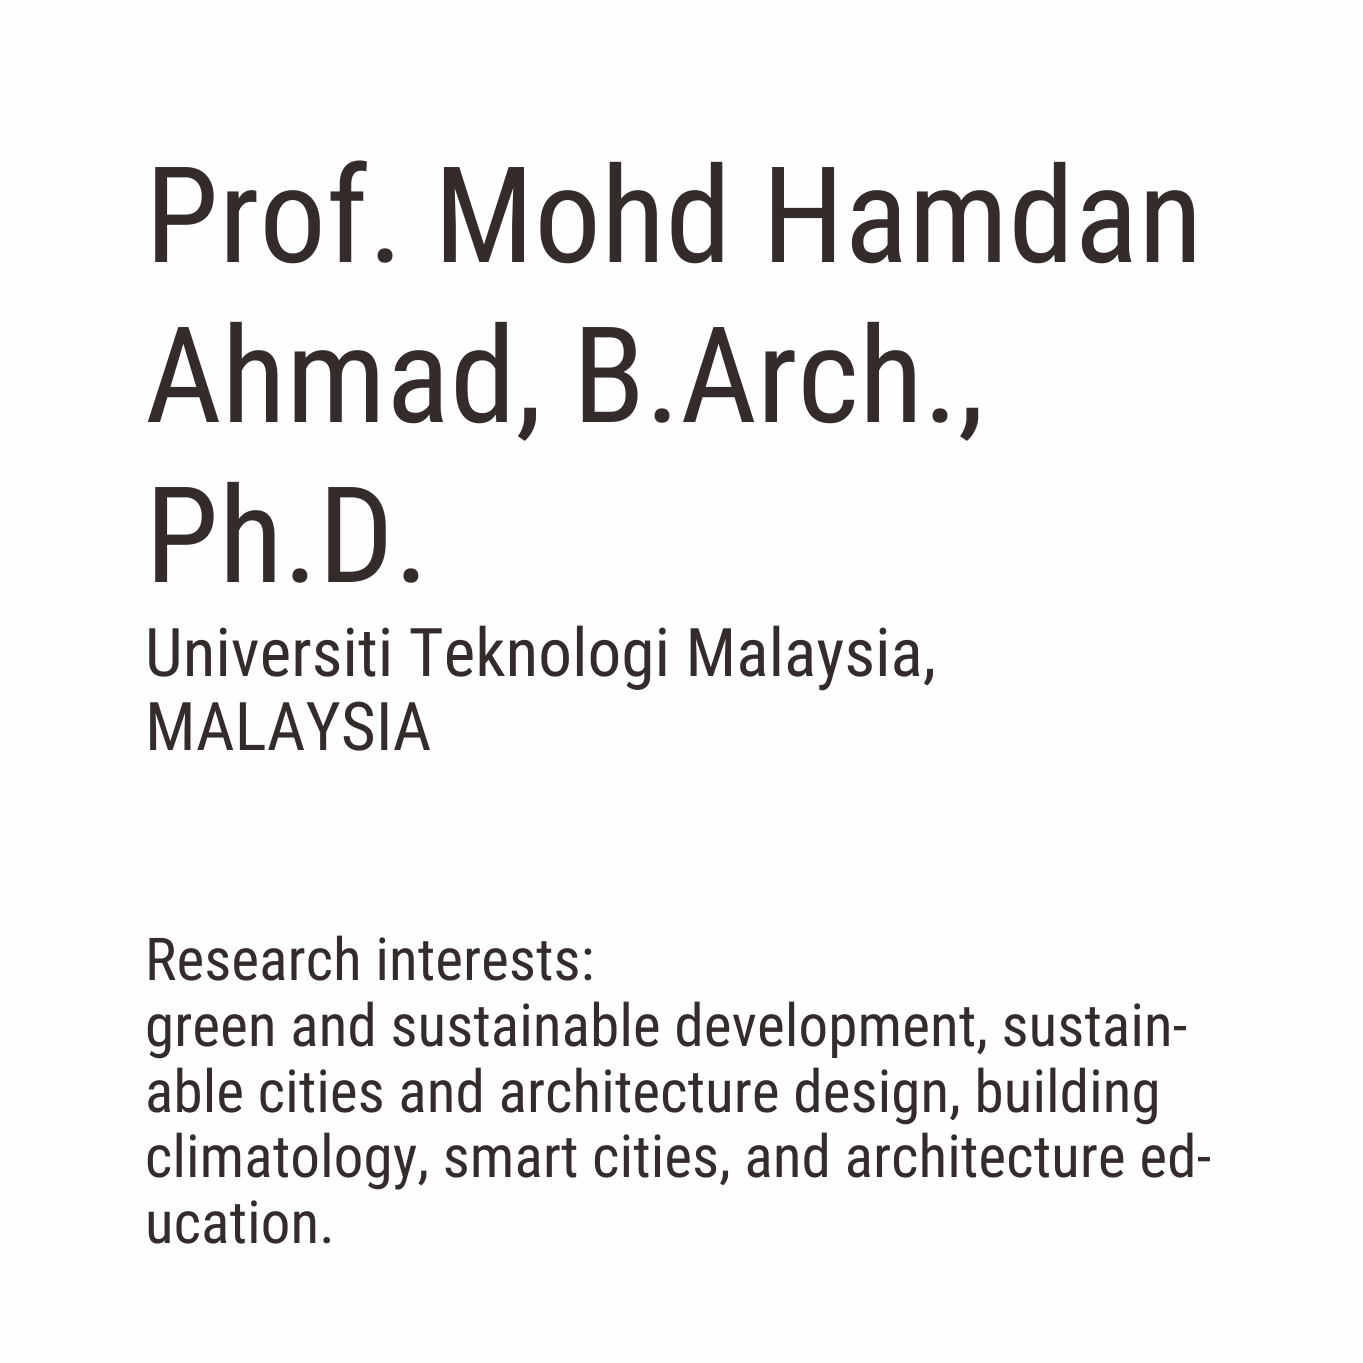 Prof. Mohd Hamdan
Ahmad, B.Arch.,
Ph.D.
Universiti Teknologi Malaysia,
MALAYSIA
Research interests:
green and sustainable development, sustain-
able cities and architecture design, building
climatology, smart cities, and architecture ed-
ucation.